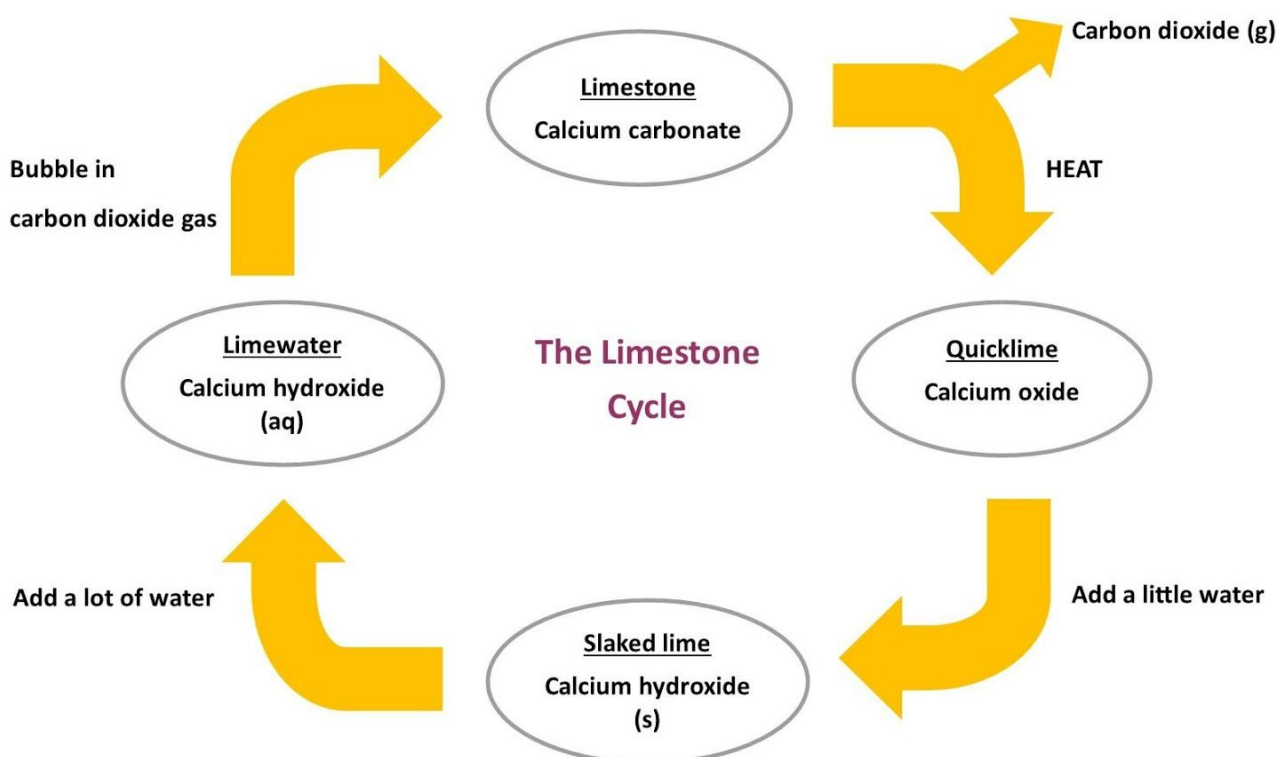 Carbon dioxide (g)
Limestone
Calcium carbonate
HEAT
Bubble in
carbon dioxide gas
The Limestone
Cycle
Limewater
Calcium hydroxide
(aq)
Quicklime
Calcium oxide
Add a lot of water
Add a little water
Slaked lime
Calcium hydroxide
(s)